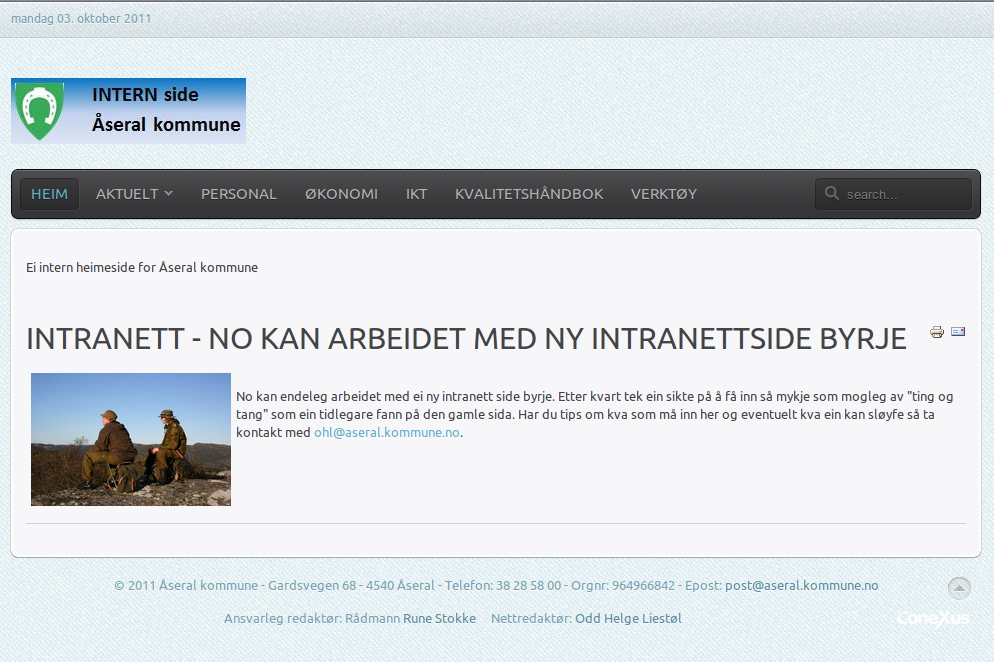 mandag 03. oktober 2011
INTERN side
Åseral kommune
HEIM AKTUELT PERSONAL ØKONOMI IKT KVALITETSHÅNDBOK VERKTØY search...
Ei intern heimeside for Åseral kommune
INTRANETT - NO KAN ARBEIDET MED NY INTRANETTSIDE BYRJE
No kan endeleg arbeidet med ei ny intranett side byrje. Etter kvart tek ein sikte på å få inn så mykje som mogleg av "ting og
tang" som ein tidlegare fann på den gamle sida. Har du tips om kva som må inn her og eventuelt kva ein kan sløyfe så ta
kontakt med ohl@aseral.kommune.no.
© 2011 Åseral kommune - Gardsvegen 68 - 4540 Åseral - Telefon: 38 28 58 00 - Orgnr: 964966842 - Epost: post@aseral.kommune.no
Ansvarleg redaktør: Rådmann Rune Stokke Nettredaktør: Odd Helge Liestøl
ConeXus